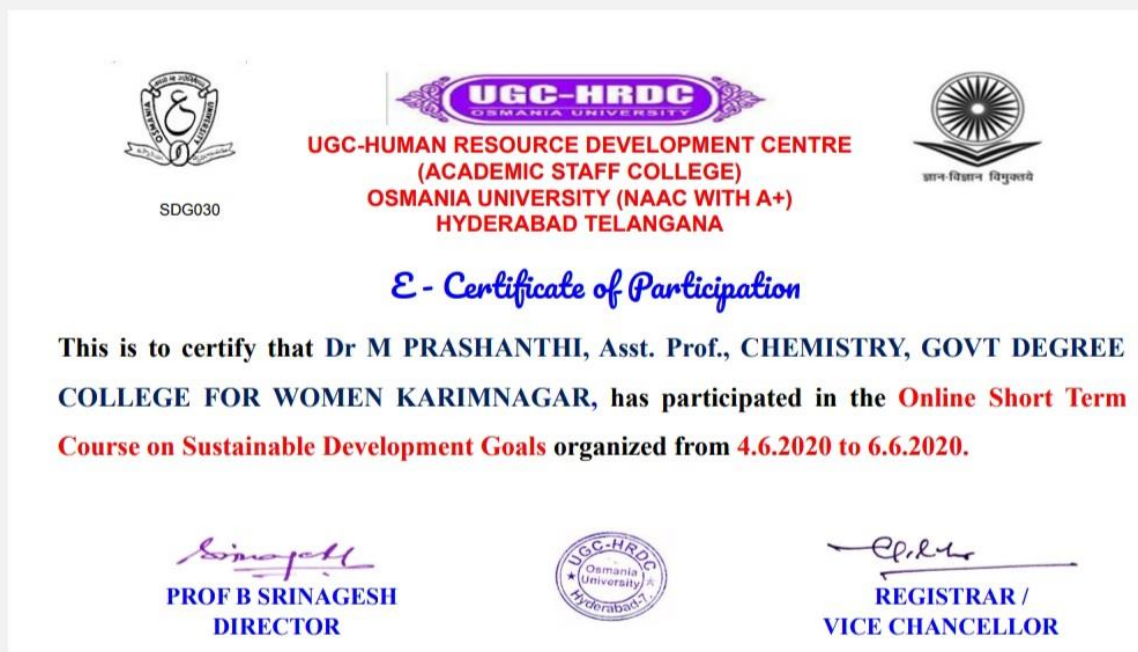 OSMANIA UNIVERSITY
SDG030
UGC-HRDC
OSMANIA UNIVERSITY
UGC-HUMAN RESOURCE DEVELOPMENT CENTRE
(ACADEMIC STAFF COLLEGE)
OSMANIA UNIVERSITY (NAAC WITH A+)
HYDERABAD TELANGANA
ज्ञान-विज्ञान विमुक्तये
E - Certificate of Participation
This is to certify that Dr M PRASHANTHI, Asst. Prof., CHEMISTRY, GOVT DEGREE
COLLEGE FOR WOMEN KARIMNAGAR, has participated in the Online Short Term
Course on Sustainable Development Goals organized from 4.6.2020 to 6.6.2020.
PROF B SRINAGESH
DIRECTOR
UGC-HRDC
Osmania
University
Hyderabad-7.
REGISTRAR /
VICE CHANCELLOR